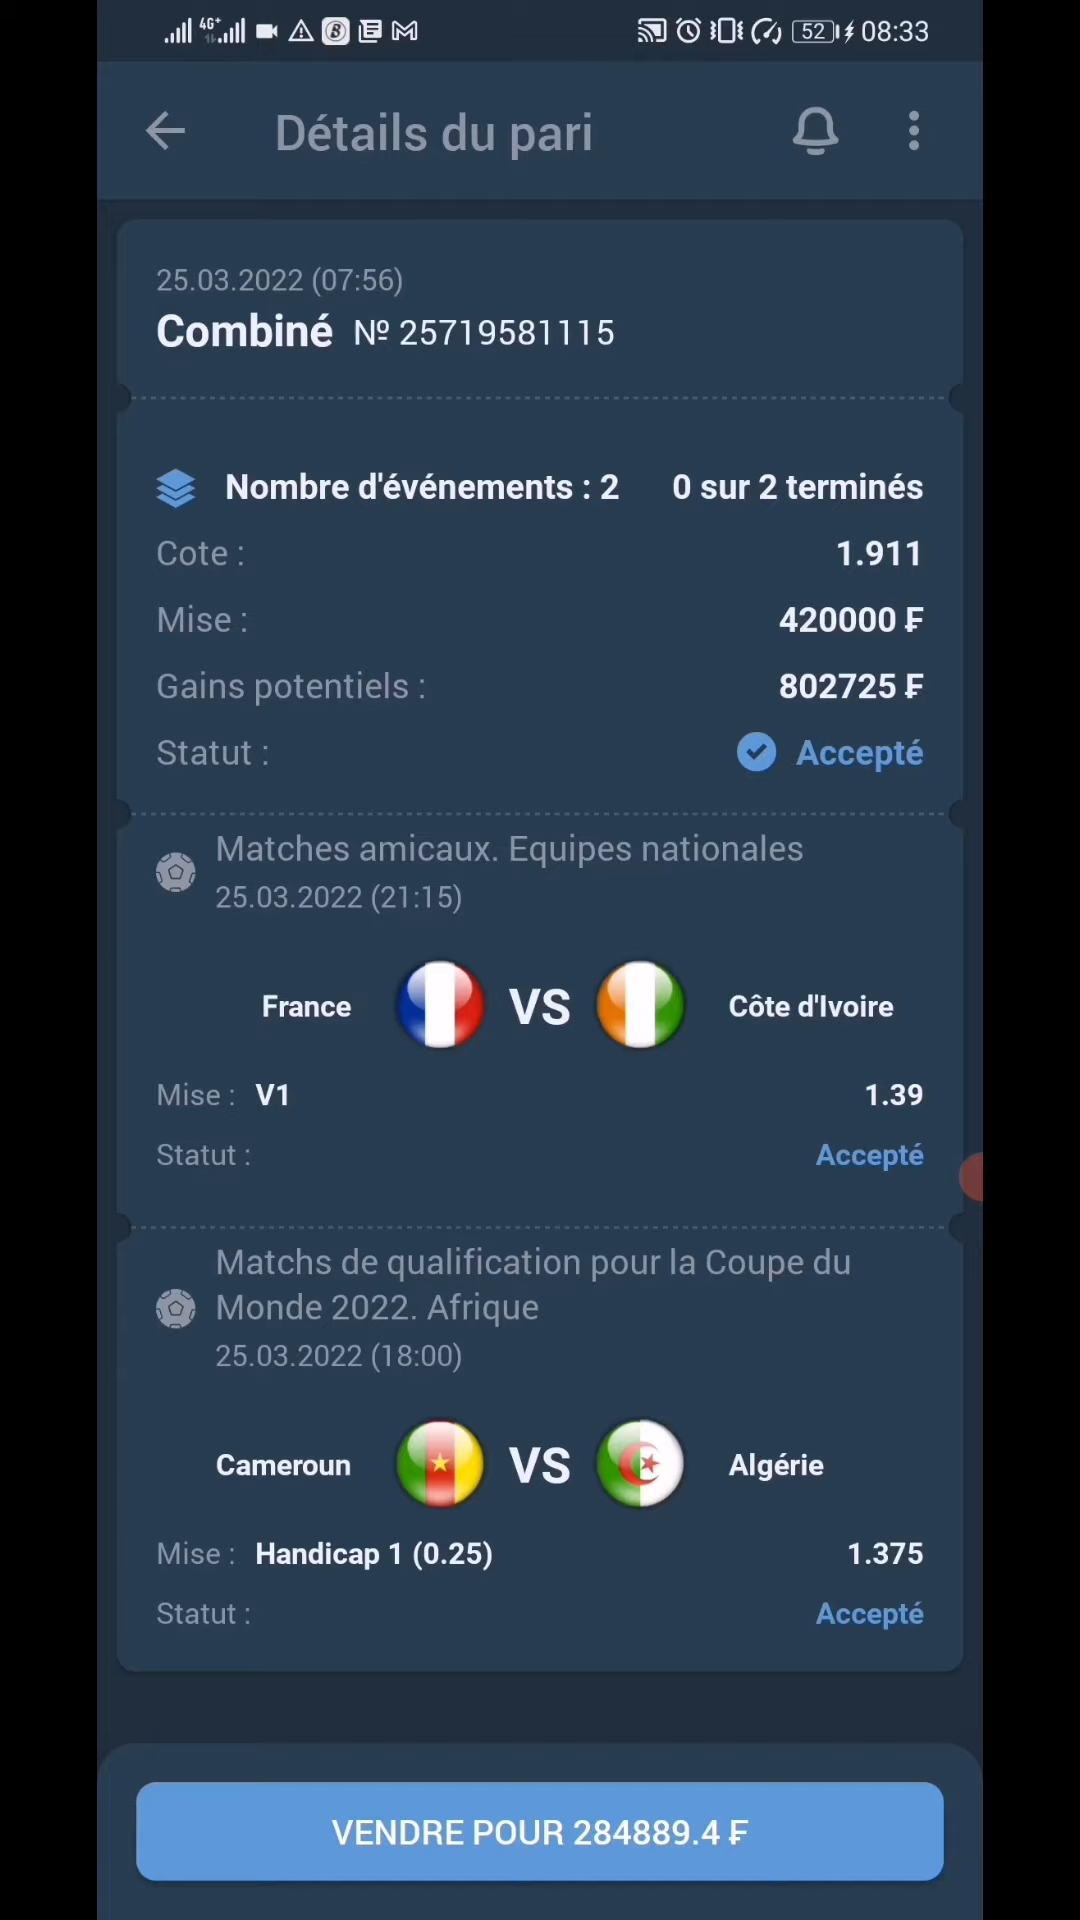 4G+ 52 08:33
Détails du pari
25.03.2022 (07:56)
Combiné № 25719581115
Nombre d'événements : 2 0 sur 2 terminés
Cote : 1.911
Mise : 420000 ₣
Gains potentiels : 802725 ₣
Statut : Accepté
Matches amicaux. Equipes nationales
25.03.2022 (21:15)
France VS Côte d'Ivoire
Mise : V1 1.39
Statut : Accepté
Matchs de qualification pour la Coupe du
Monde 2022. Afrique
25.03.2022 (18:00)
Cameroun VS Algérie
Mise : Handicap 1 (0.25) 1.375
Statut : Accepté
VENDRE POUR 284889.4 ₣